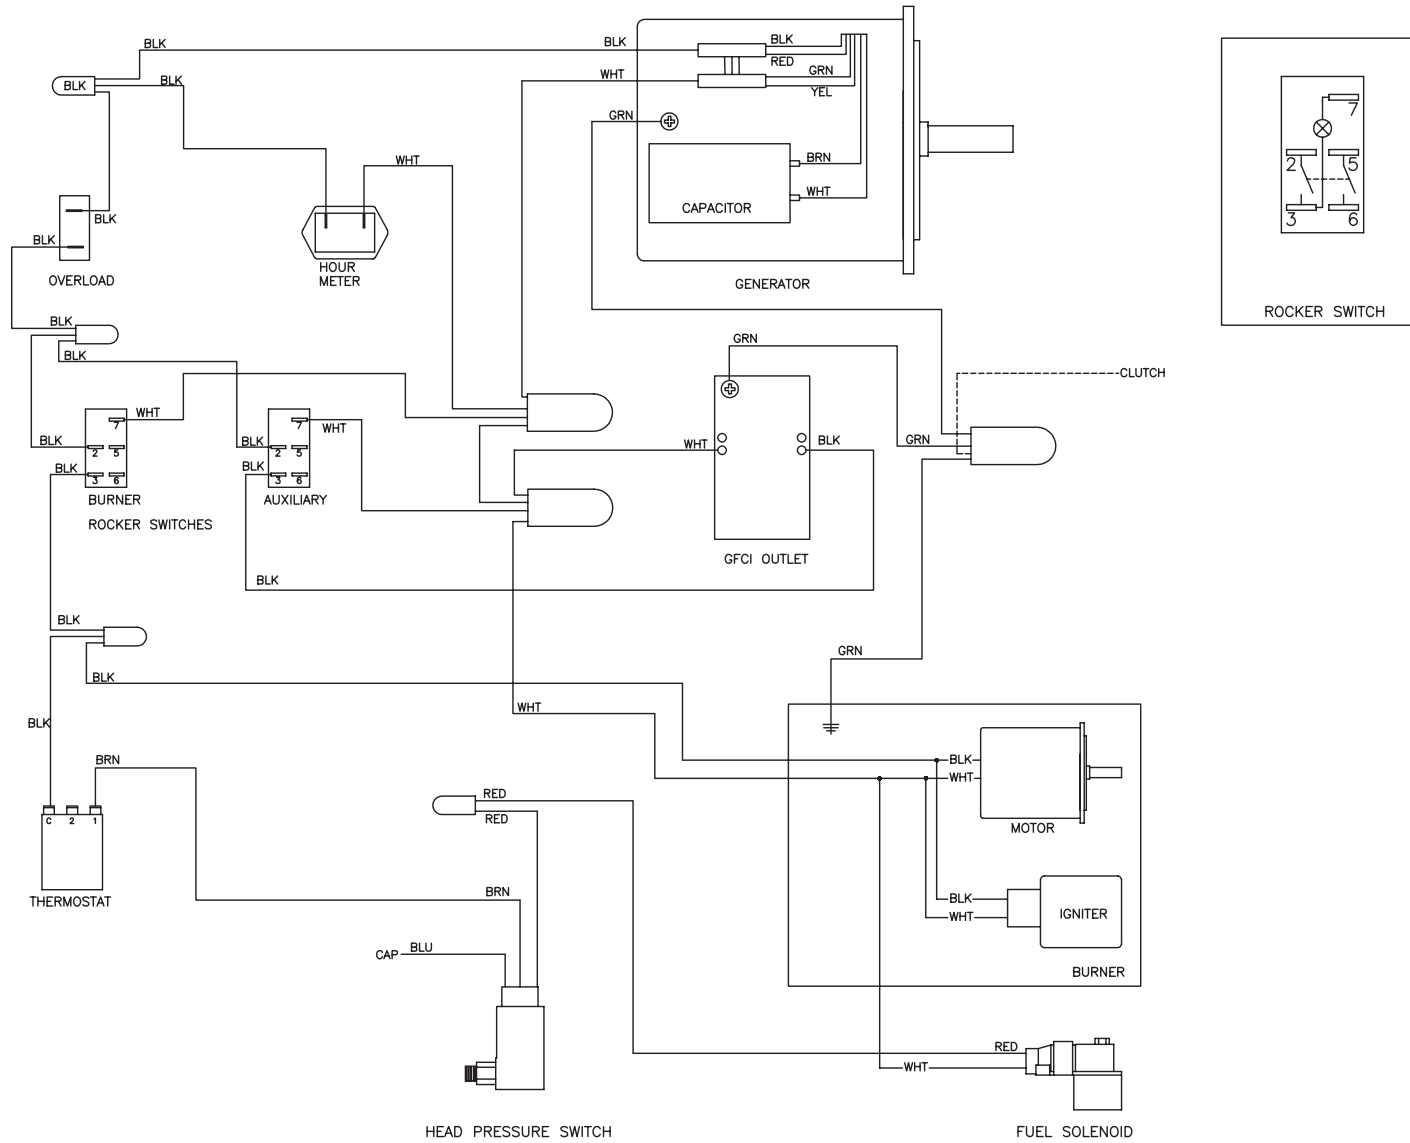 BLK
BLK
BLK
RED
GRN
YEL
WHT
BLK
BLK
GRN
BRN
WHT
CAPACITOR
WHT
BLK
BLK
OVERLOAD
HOUR
METER
GENERATOR
7
2
5
3
6
ROCKER SWITCH
BLK
BLK
GRN
CLUTCH
WHT
7
BLK
2
5
BLK
3
6
BURNER
ROCKER SWITCHES
7
WHT
BLK
2
5
BLK
3
6
AUXILIARY
WHT
BLK
GRN
GFCI OUTLET
BLK
BLK
BLK
GRN
WHT
BLK
BRN
C
2
1
THERMOSTAT
BLK
WHT
MOTOR
RED
RED
BLK
WHT
IGNITER
BURNER
BRN
CAP
BLU
RED
WHT
HEAD PRESSURE SWITCH
FUEL SOLENOID